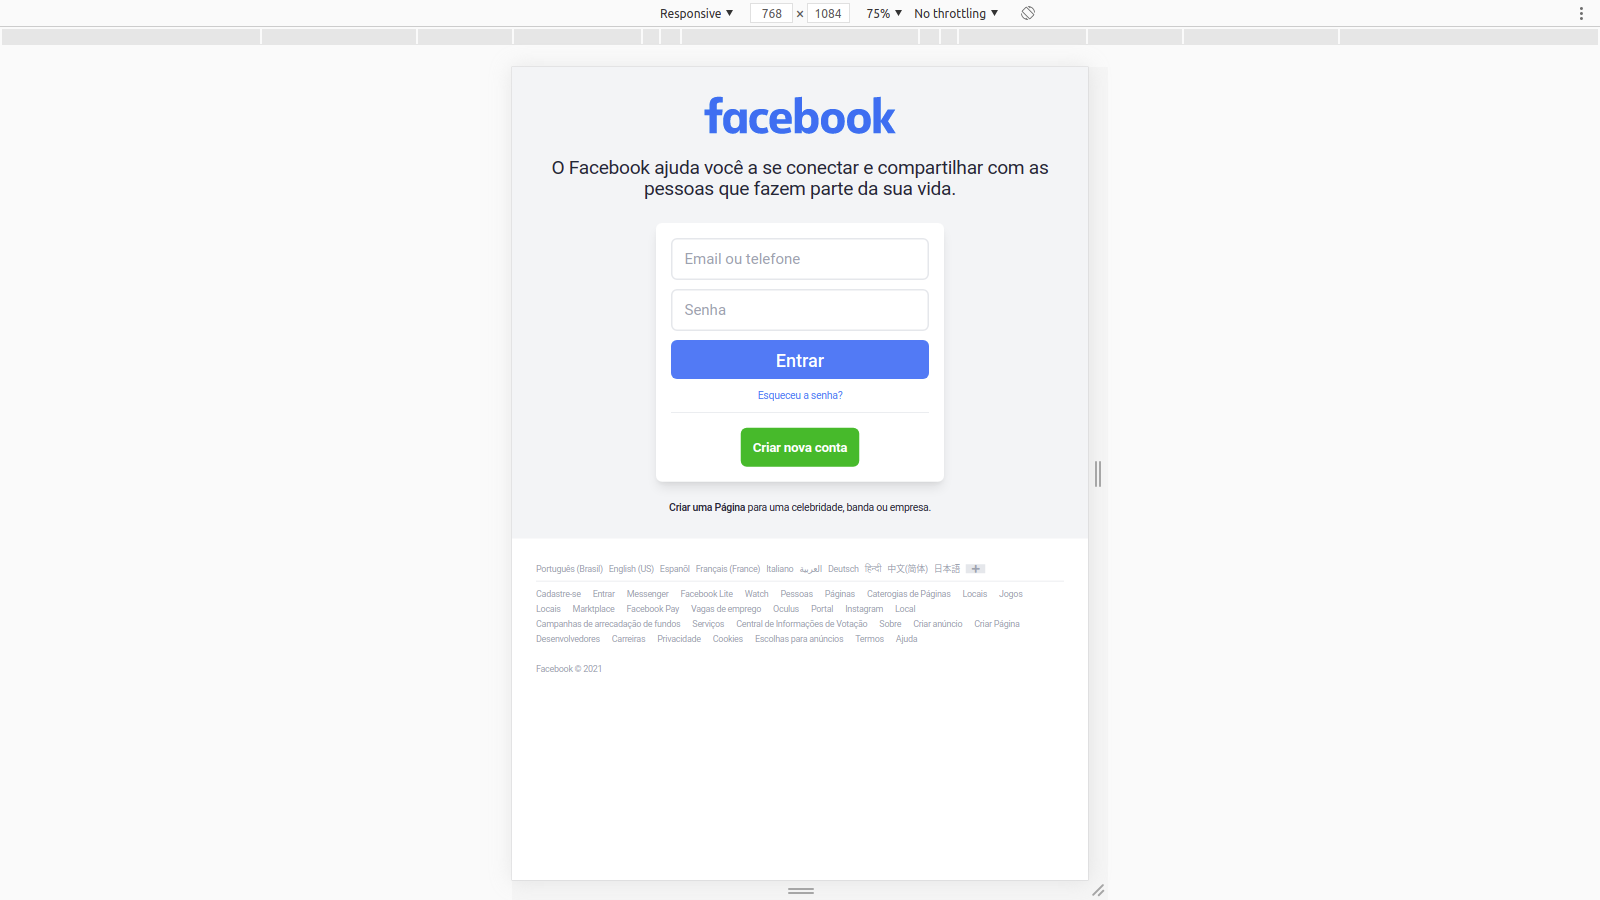 Responsive ▼ 768 × 1084 75% ▼ No throttling ▼
facebook
O Facebook ajuda você a se conectar e compartilhar com as
pessoas que fazem parte da sua vida.
Email ou telefone
Senha
Entrar
Esqueceu a senha?
Criar nova conta
Criar uma Página para uma celebridade, banda ou empresa.
Português (Brasil) English (US) Espanõl Français (France) Italiano العربية Deutsch हिन्दी 中文(简体) 日本語 +
Cadastre-se Entrar Messenger Facebook Lite Watch Pessoas Páginas Caterogias de Páginas Locais Jogos
Locais Marktplace Facebook Pay Vagas de emprego Oculus Portal Instagram Local
Campanhas de arrecadação de fundos Serviços Central de Informações de Votação Sobre Criar anúncio Criar Página
Desenvolvedores Carreiras Privacidade Cookies Escolhas para anúncios Termos Ajuda
Facebook © 2021